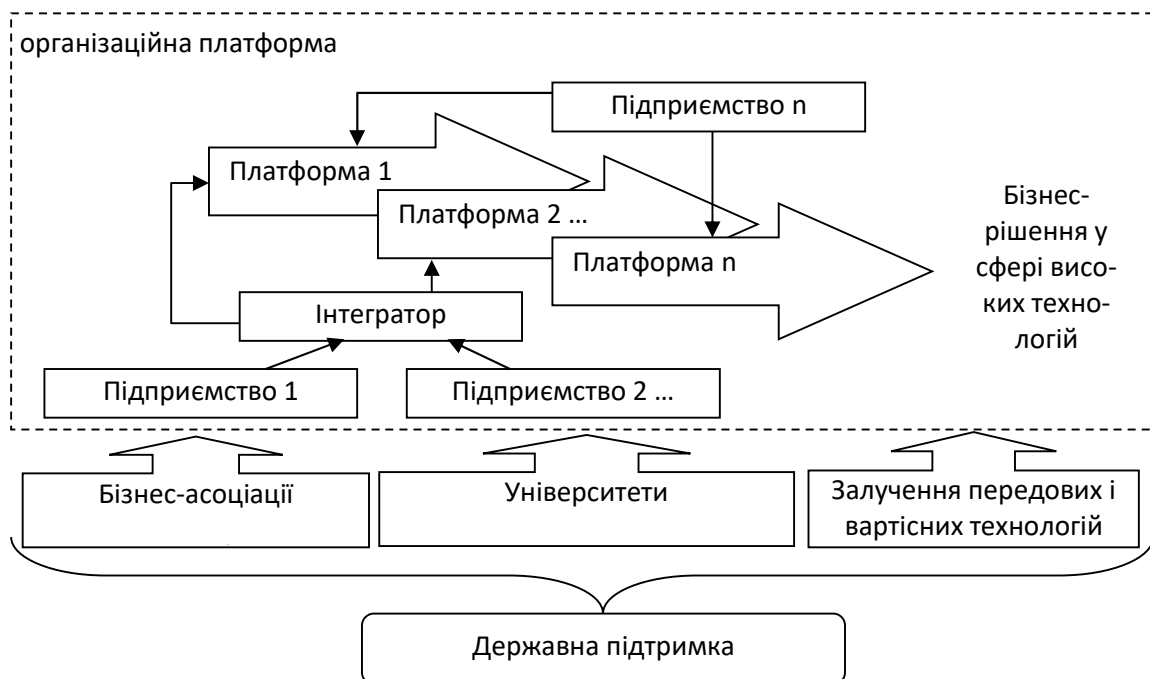 організаційна платформа
Підприємство n
Платформа 1
Платформа 2 ...
Платформа n
Бізнес-
рішення у
сфері висо-
ких техно-
логій
Інтегратор
Підприємство 1
Підприємство 2 ...
Бізнес-асоціації
Університети
Залучення передових і
вартісних технологій
Державна підтримка